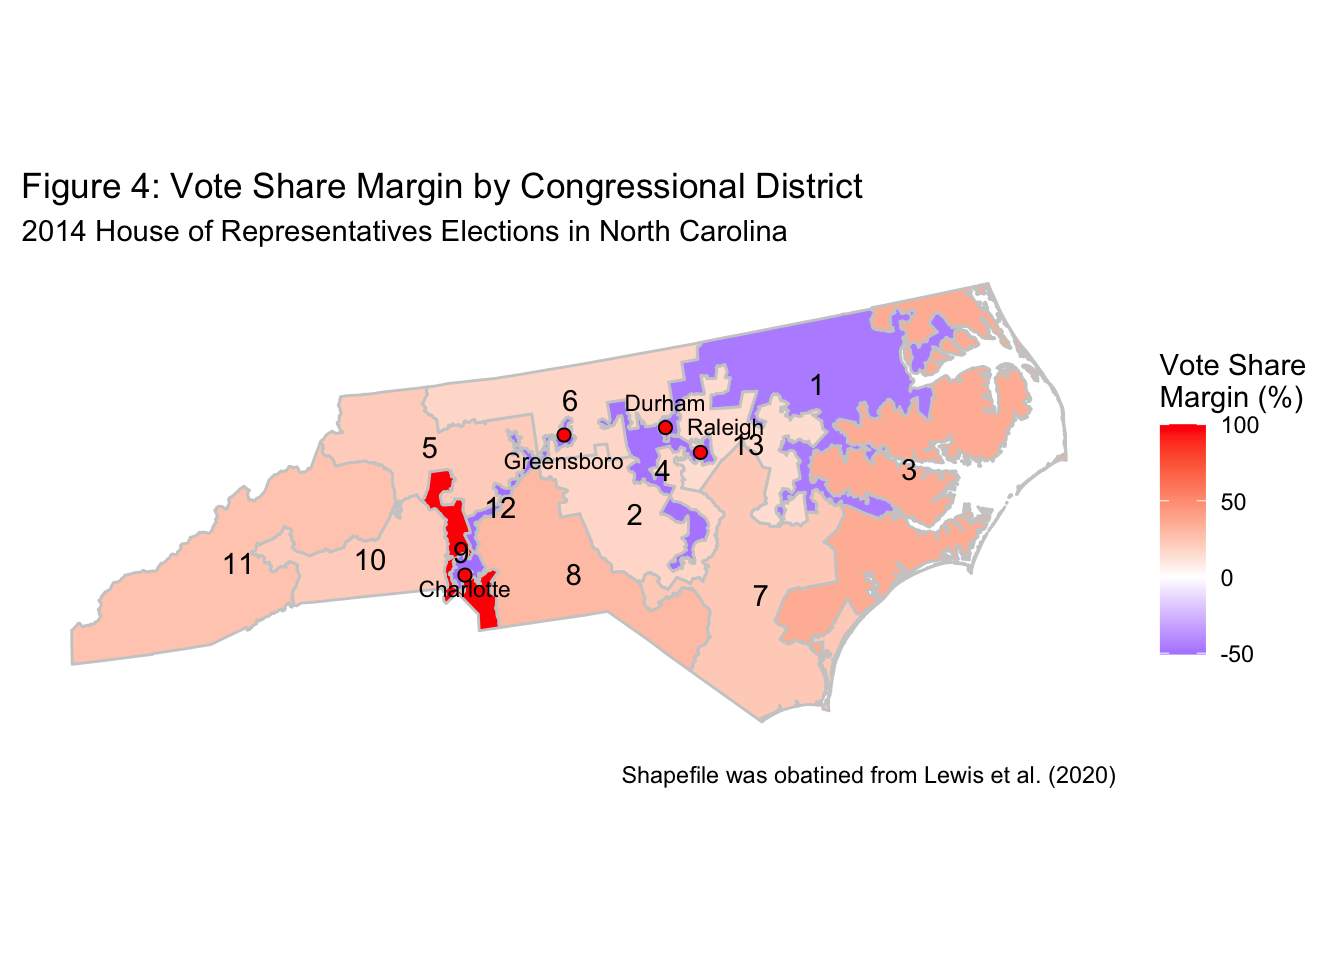 Figure 4: Vote Share Margin by Congressional District
2014 House of Representatives Elections in North Carolina
Vote Share
Margin (%)
100
50
0
-50
1
6
Durham
Raleigh
13
5
Greensboro
4
3
12
2
9
11
10
8
Charlotte
7
Shapefile was obatined from Lewis et al. (2020)